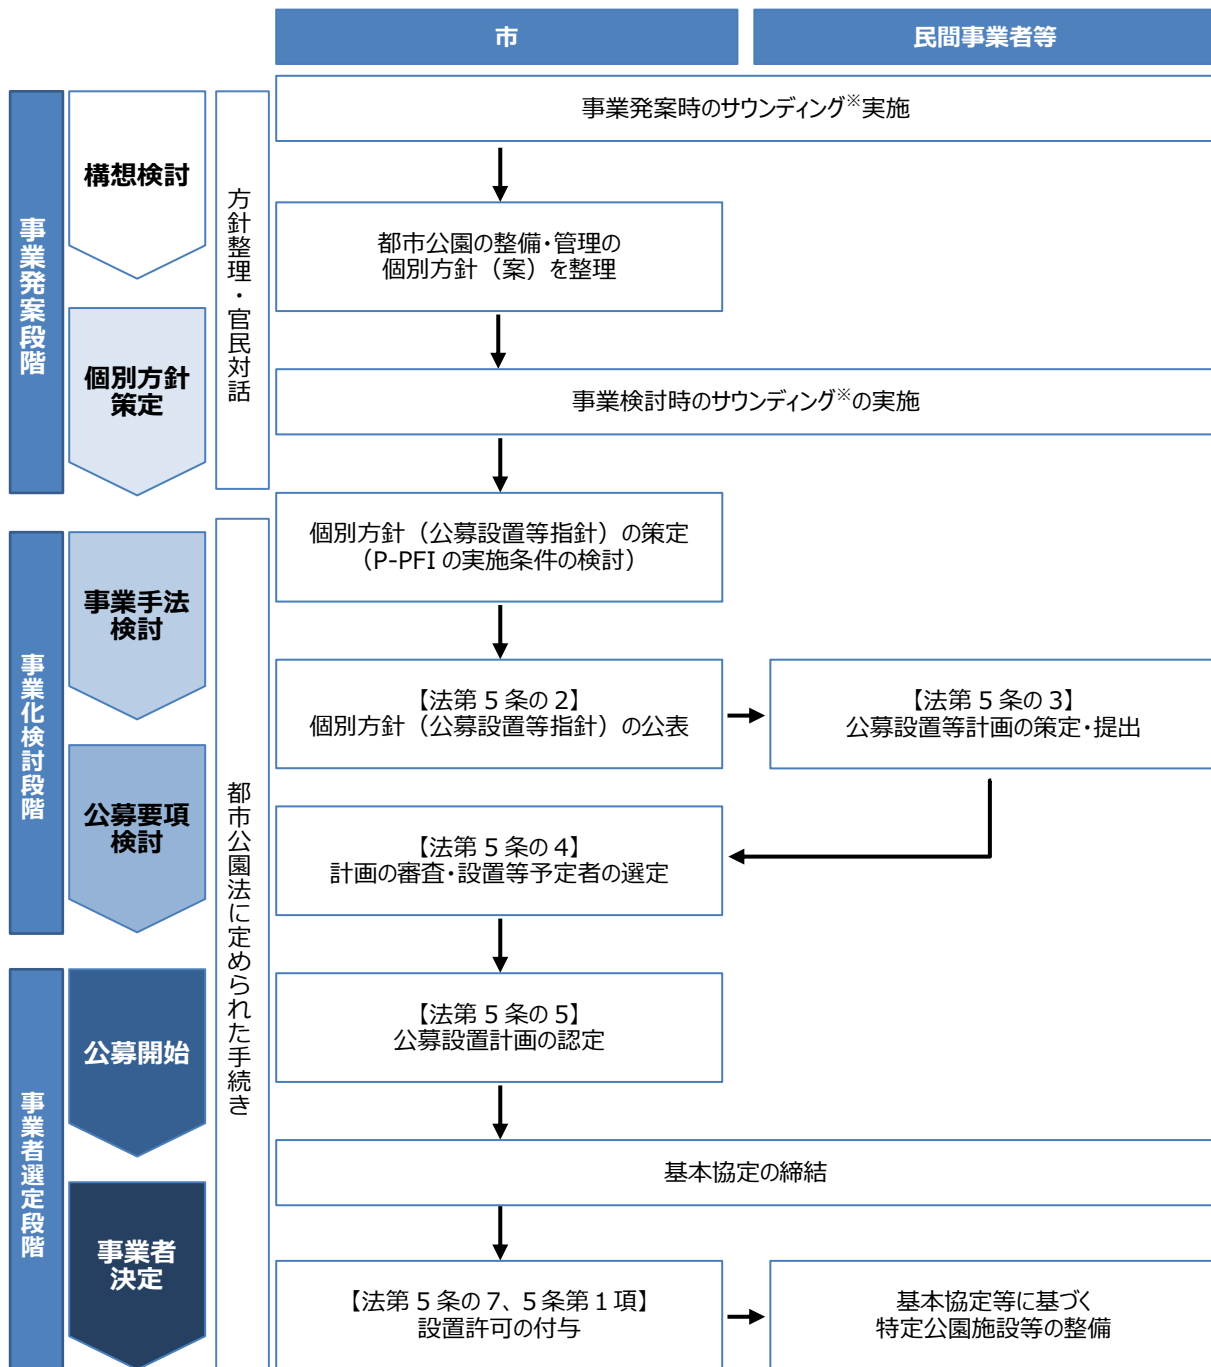 市
民間事業者等
事業発案段階
構想検討
個別方針
策定
方針整理・官民対話
事業発案時のサウンディング※実施
都市公園の整備・管理の
個別方針（案）を整理
事業検討時のサウンディング※の実施
事業化検討段階
事業手法
検討
公募要項
検討
都市公園法に定められた手続き
個別方針（公募設置等指針）の策定
（P-PFI の実施条件の検討）
【法第 5 条の 2】
個別方針（公募設置等指針）の公表
【法第 5 条の 3】
公募設置等計画の策定・提出
【法第 5 条の 4】
計画の審査・設置等予定者の選定
事業者選定段階
公募開始
事業者
決定
【法第 5 条の 5】
公募設置計画の認定
基本協定の締結
【法第 5 条の 7、5 条第 1 項】
設置許可の付与
基本協定等に基づく
特定公園施設等の整備